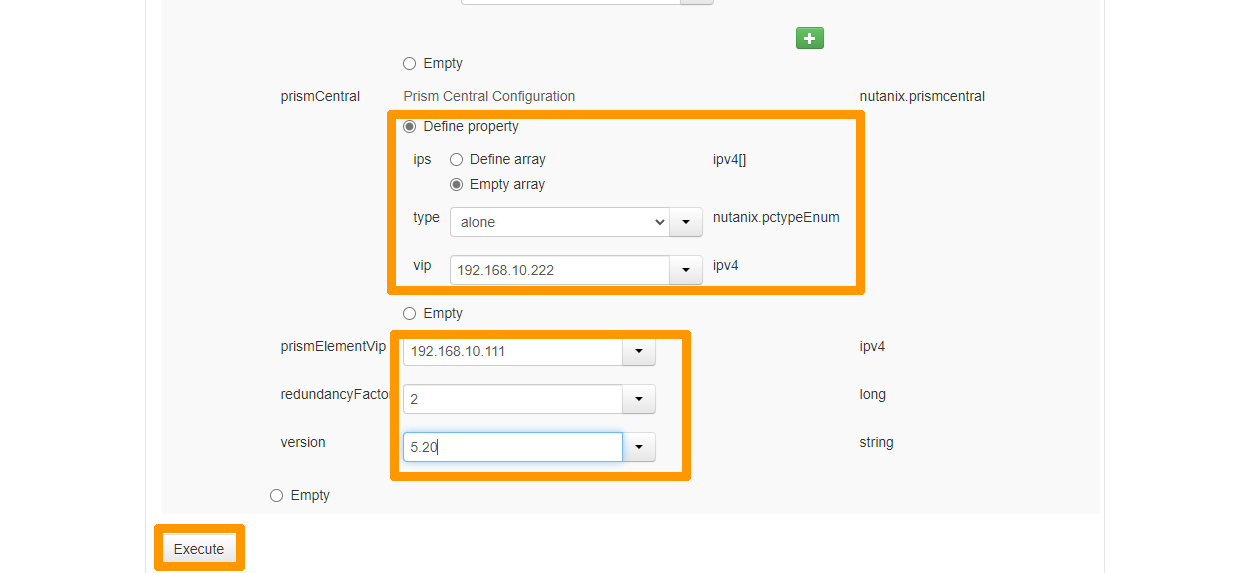 Empty
prismCentral Prism Central Configuration nutanix.prismcentral
Define property
ips Define array ipv4[]
Empty array
type alone nutanix.pctypeEnum
vip 192.168.10.222 ipv4
Empty
prismElementVip 192.168.10.111 ipv4
redundancyFacto 2 long
version 5.20 string
Empty
Execute